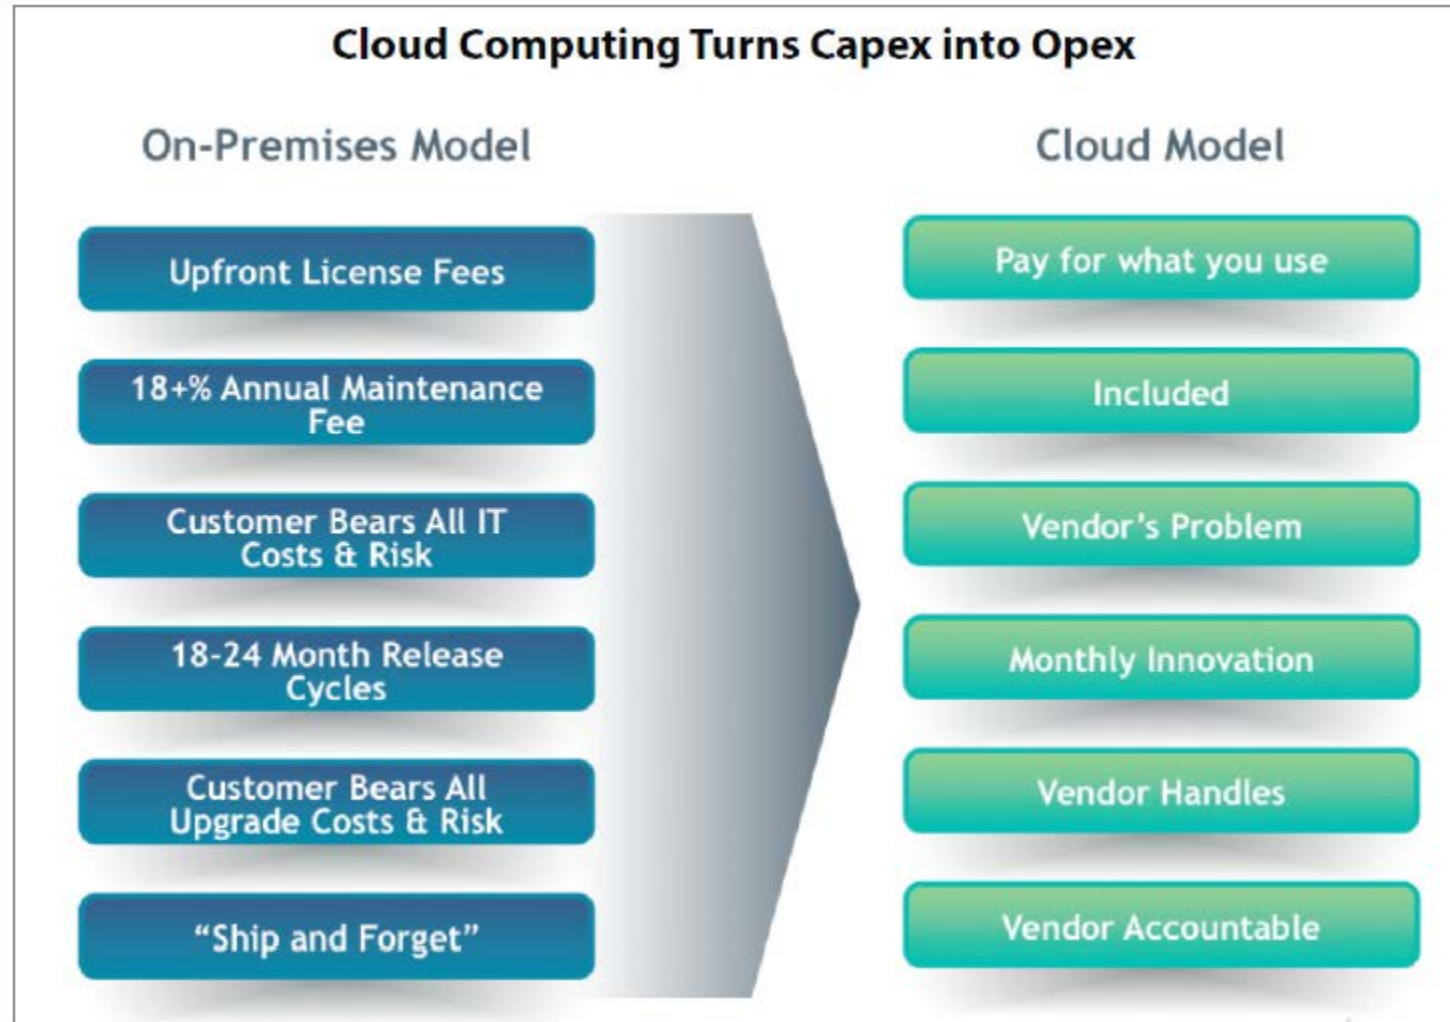 Cloud Computing Turns Capex into Opex
On-Premises Model
Cloud Model
Upfront License Fees
Pay for what you use
18+% Annual Maintenance
Fee
Included
Customer Bears All IT
Costs & Risk
Vendor’s Problem
18-24 Month Release
Cycles
Monthly Innovation
Customer Bears All
Upgrade Costs & Risk
Vendor Handles
“Ship and Forget”
Vendor Accountable